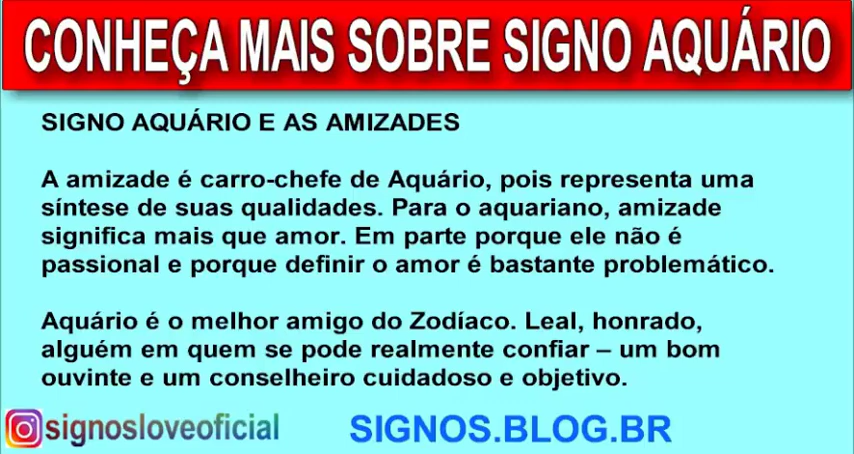 CONHEÇA MAIS SOBRE SIGNO AQUÁRIO
SIGNO AQUÁRIO E AS AMIZADES
A amizade é carro-chefe de Aquário, pois representa uma
síntese de suas qualidades. Para o aquariano, amizade
significa mais que amor. Em parte porque ele não é
passional e porque definir o amor é bastante problemático.
Aquário é o melhor amigo do Zodíaco. Leal, honrado,
alguém em quem se pode realmente confiar – um bom
ouvinte e um conselheiro cuidadoso e objetivo.
signosloveoficial SIGNOS.BLOG.BR